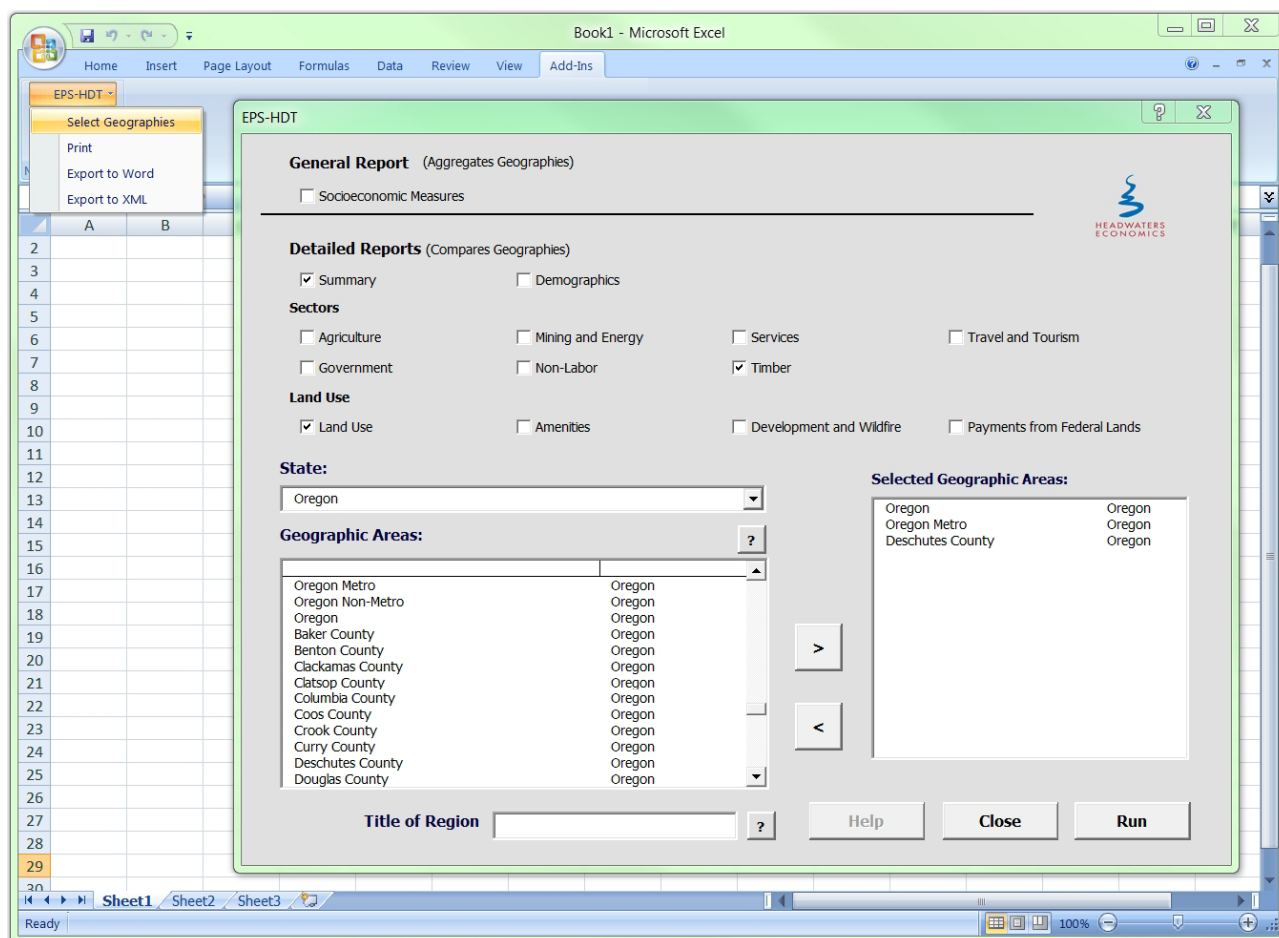 Book1 - Microsoft Excel
Home Insert Page Layout Formulas Data Review View Add-Ins
EPS-HDT
Select Geographies
Print
Export to Word
Export to XML
EPS-HDT
General Report (Aggregates Geographies)
Socioeconomic Measures
HEADWATERS
ECONOMICS
Detailed Reports (Compares Geographies)
Summary Demographics
Sectors
Agriculture Mining and Energy Services Travel and Tourism
Government Non-Labor Timber
Land Use
Land Use Amenities Development and Wildfire Payments from Federal Lands
State:
Oregon
Geographic Areas:
?
Oregon Metro Oregon
Oregon Non-Metro Oregon
Oregon Oregon
Baker County Oregon
Benton County Oregon
Clackamas County Oregon
Clatsop County Oregon
Columbia County Oregon
Coos County Oregon
Crook County Oregon
Curry County Oregon
Deschutes County Oregon
Douglas County Oregon
>
<
Selected Geographic Areas:
Oregon Oregon
Oregon Metro Oregon
Deschutes County Oregon
Title of Region ? Help Close Run
A B
2
3
4
5
6
7
8
9
10
11
12
13
14
15
16
17
18
19
20
21
22
23
24
25
26
27
28
29
30
Sheet1 Sheet2 Sheet3
Ready 100%